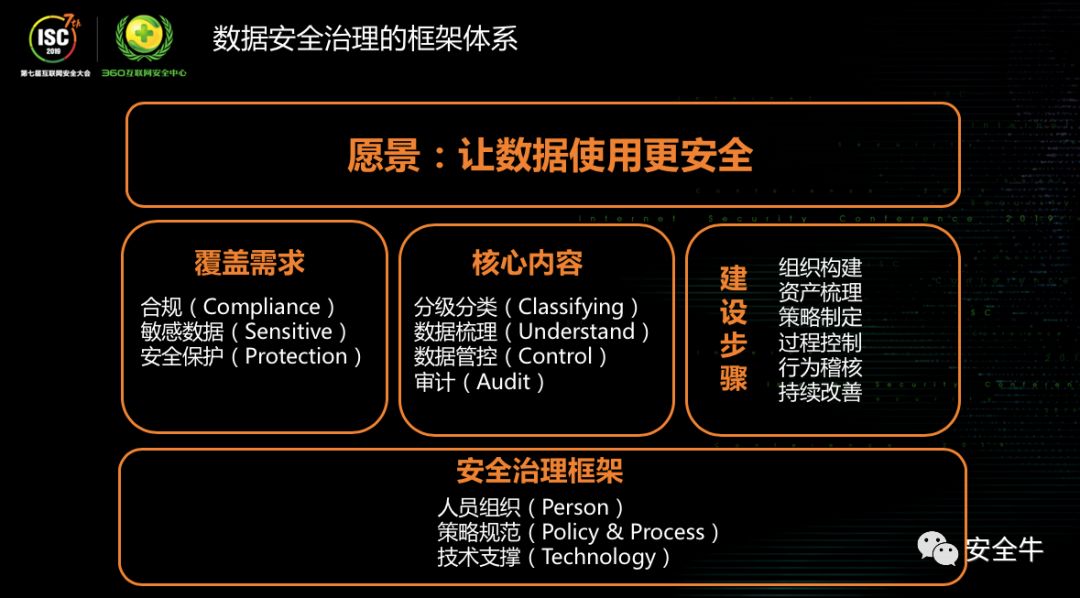 7th
ISC
2019
第七届互联网安全大会
360互联网安全中心
数据安全治理的框架体系
愿景：让数据使用更安全
Internet Security Conference 2019
覆盖需求
合规（Compliance）
敏感数据（Sensitive）
安全保护（Protection）
核心内容
分级分类（Classifying）
数据梳理（Understand）
数据管控（Control）
审计（Audit）
建设步骤
组织构建
资产梳理
策略制定
过程控制
行为稽核
持续改善
安全治理框架
人员组织（Person）
策略规范（Policy & Process）
技术支撑（Technology）
安全牛